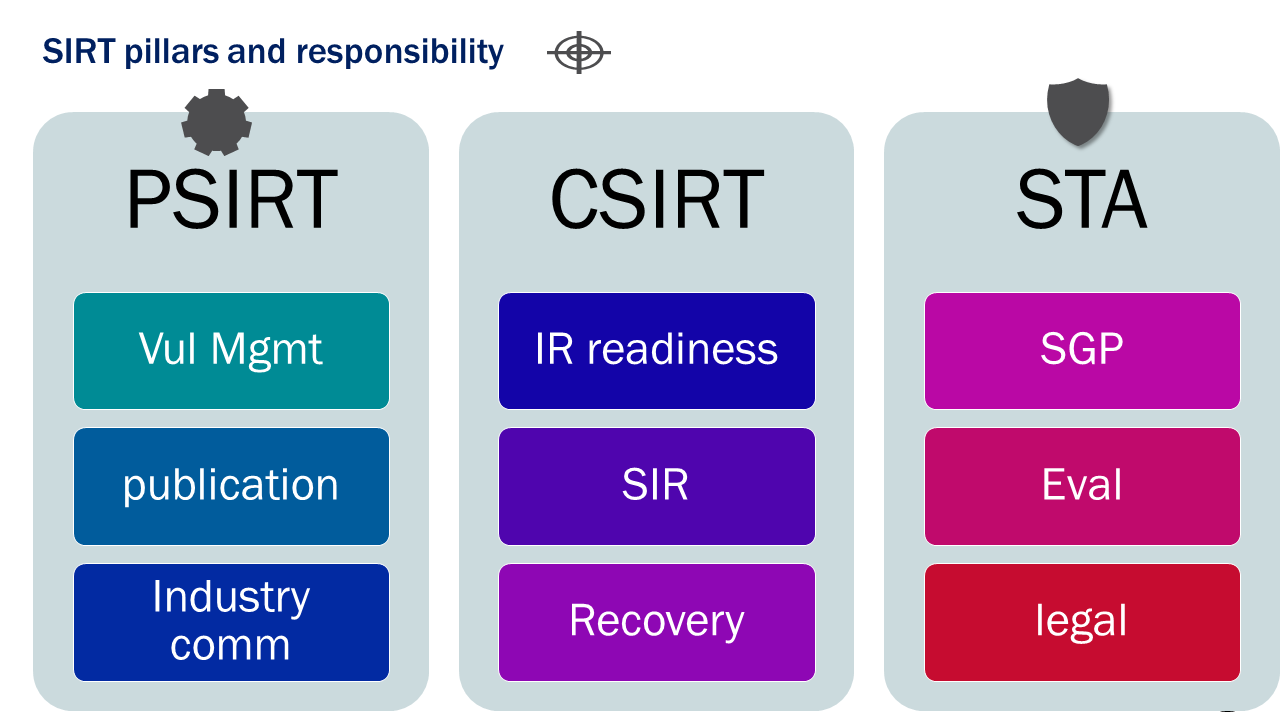 SIRT pillars and responsibility
PSIRT
Vul Mgmt
publication
Industry
comm
CSIRT
IR readiness
SIR
Recovery
STA
SGP
Eval
legal